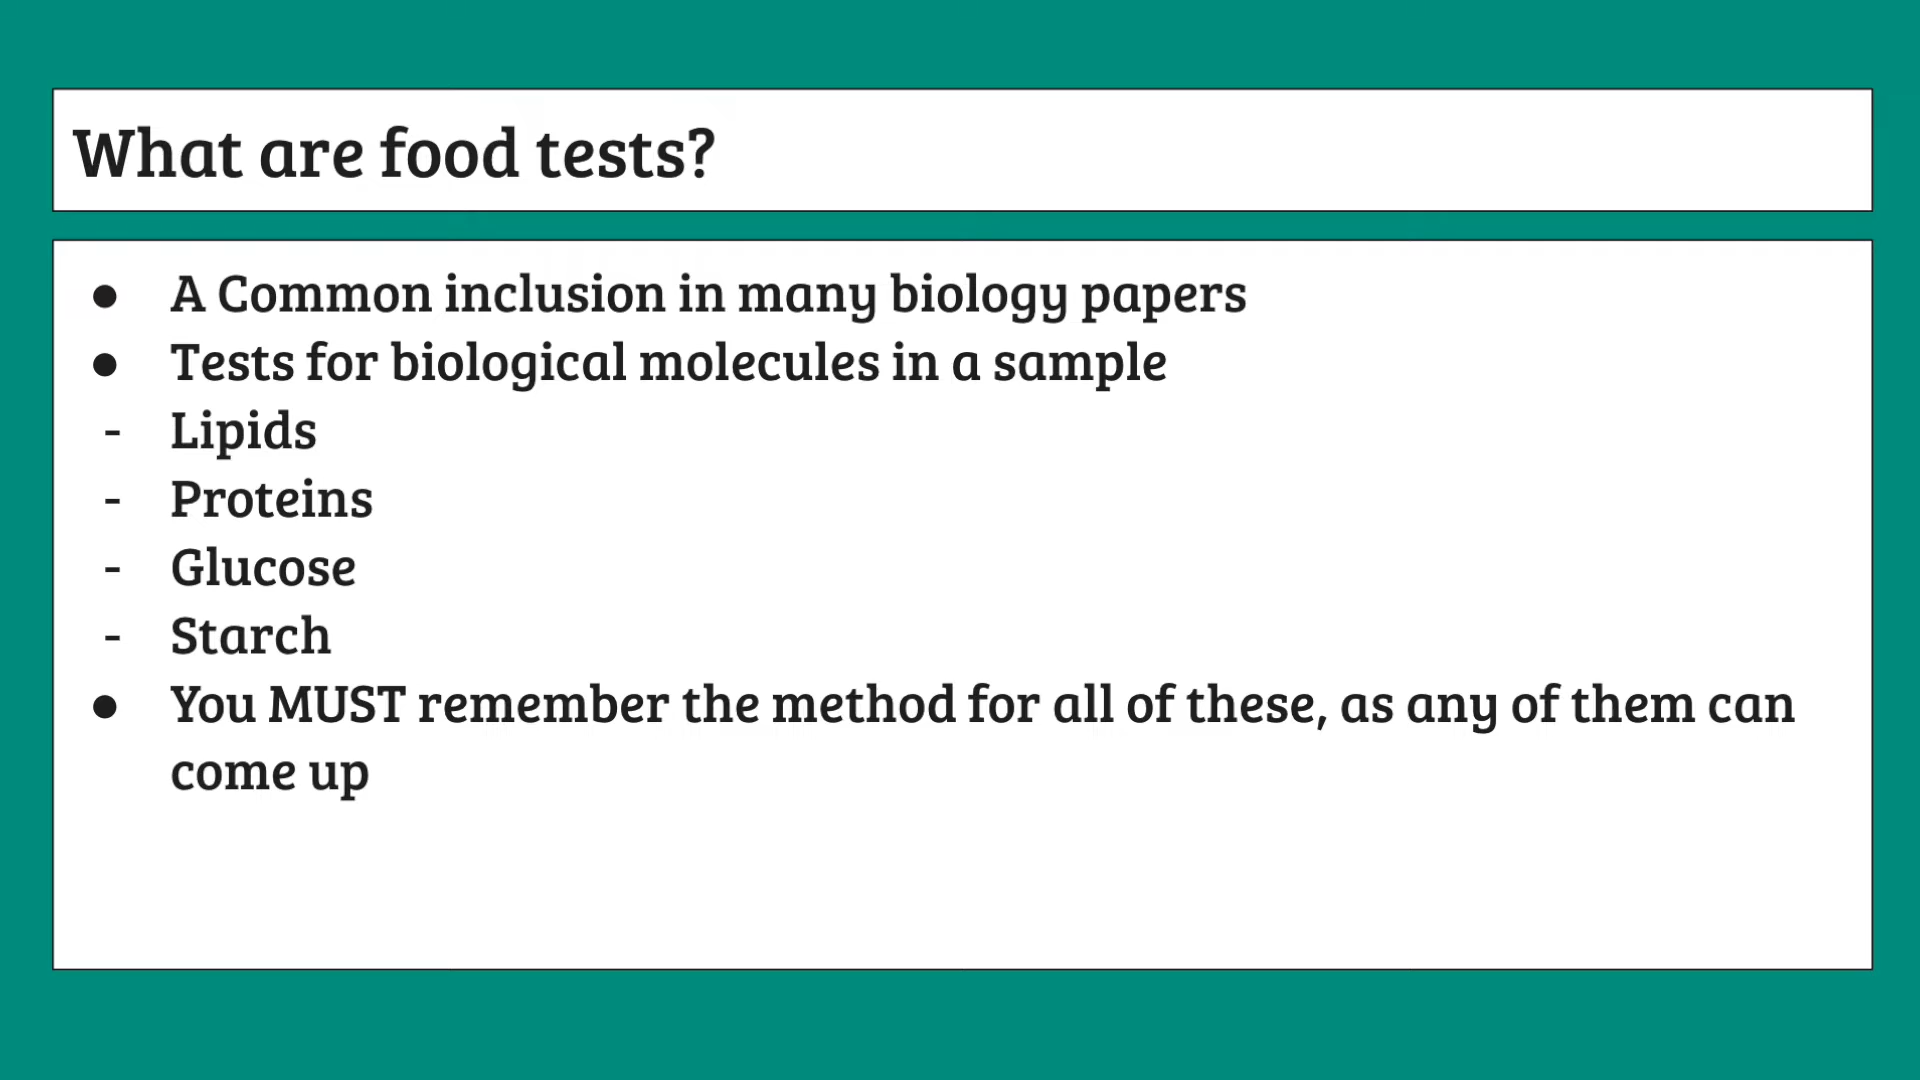 What are food tests?
● A Common inclusion in many biology papers
● Tests for biological molecules in a sample
- Lipids
- Proteins
- Glucose
- Starch
● You MUST remember the method for all of these, as any of them can
come up